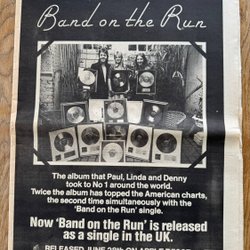 Band on the Run
The album that Paul, Linda and Denny
took to No 1 around the world.
Twice the album has topped the American charts,
the second time simultaneously with the
'Band on the Run' single.
Now 'Band on the Run' is released
as a single in the UK.
RELEASED JUNE 28th ON APPLE